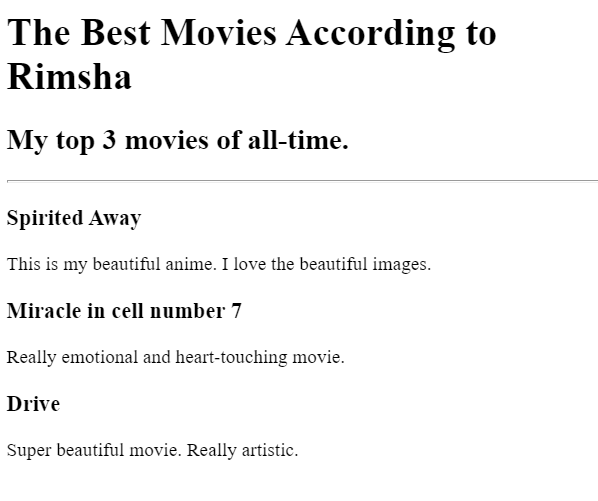 The Best Movies According to
Rimsha
My top 3 movies of all-time.
Spirited Away
This is my beautiful anime. I love the beautiful images.
Miracle in cell number 7
Really emotional and heart-touching movie.
Drive
Super beautiful movie. Really artistic.